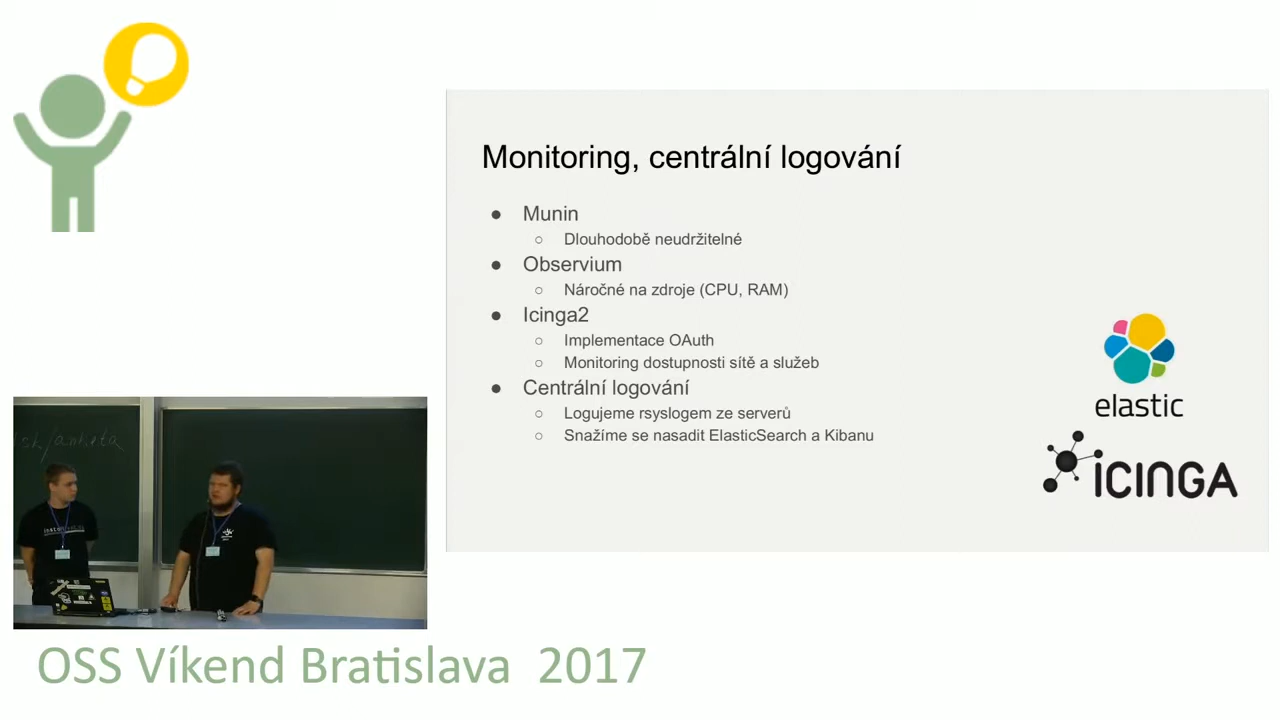 Monitoring, centrální logování
● Munin
○ Dlouhodobě neudržitelné
● Observium
○ Náročné na zdroje (CPU, RAM)
● Icinga2
○ Implementace OAuth
○ Monitoring dostupnosti sítě a služeb
● Centrální logování
○ Logujeme rsyslogem ze serverů
○ Snažíme se nasadit ElasticSearch a Kibanu
elastic
ICINGA
/anketa
OSS Víkend Bratislava 2017